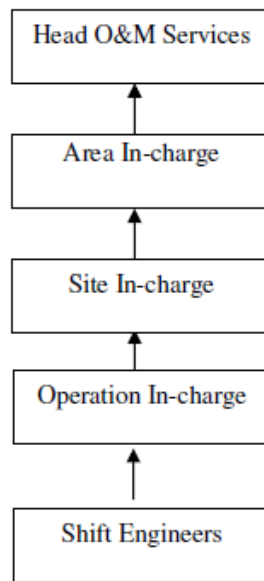 Head O&M Services
Area In-charge
Site In-charge
Operation In-charge
Shift Engineers